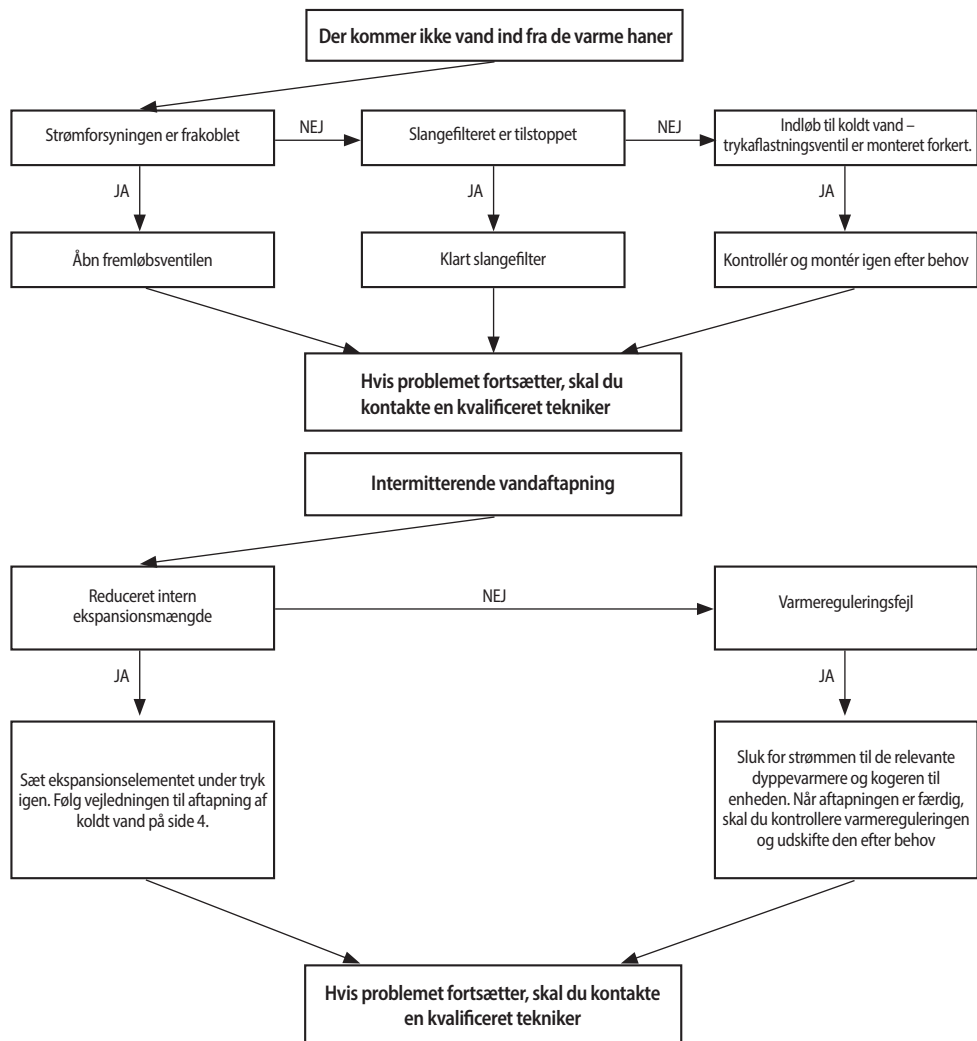 Der kommer ikke vand ind fra de varme haner
Strømforsyningen er frakoblet
NEJ
Slangefilteret er tilstoppet
NEJ
Indløb til koldt vand –
trykaflastningsventil er monteret forkert.
JA
JA
JA
Åbn fremløbsventilen
Klart slangefilter
Kontrollér og montér igen efter behov
Hvis problemet fortsætter, skal du
kontakte en kvalificeret tekniker
Intermitterende vandaftapning
Reduceret intern
ekspansionsmængde
NEJ
Varmereguleringsfejl
JA
JA
Sæt ekspansionselementet under tryk
igen. Følg vejledningen til aftapning af
koldt vand på side 4.
Sluk for strømmen til de relevante
dyppevarmere og kogeren til
enheden. Når aftapningen er færdig,
skal du kontrollere varmereguleringen
og udskifte den efter behov
Hvis problemet fortsætter, skal du kontakte
en kvalificeret tekniker